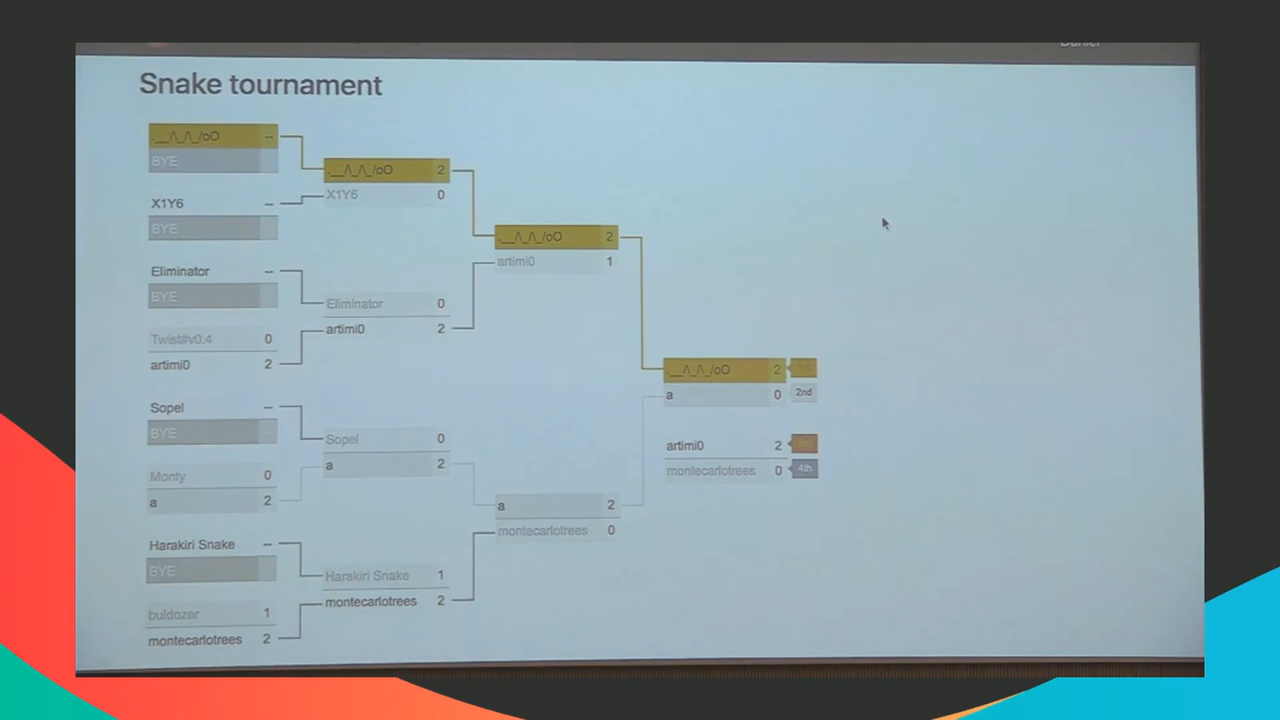 Daniel
Snake tournament
.__/\_/\_/oO --
BYE
X1Y6 --
BYE
Eliminator --
BYE
Twist#v0.4 0
artimi0 2
Sopel --
BYE
Monty 0
a 2
Harakiri Snake --
BYE
buldozer 1
montecarlotrees 2
.__/\_/\_/oO 2
X1Y6 0
Eliminator 0
artimi0 2
Sopel 0
a 2
Harakiri Snake 1
montecarlotrees 2
.__/\_/\_/oO 2
artimi0 1
a 2
montecarlotrees 0
.__/\_/\_/oO 2 1st
a 0 2nd
artimi0 2 3rd
montecarlotrees 0 4th